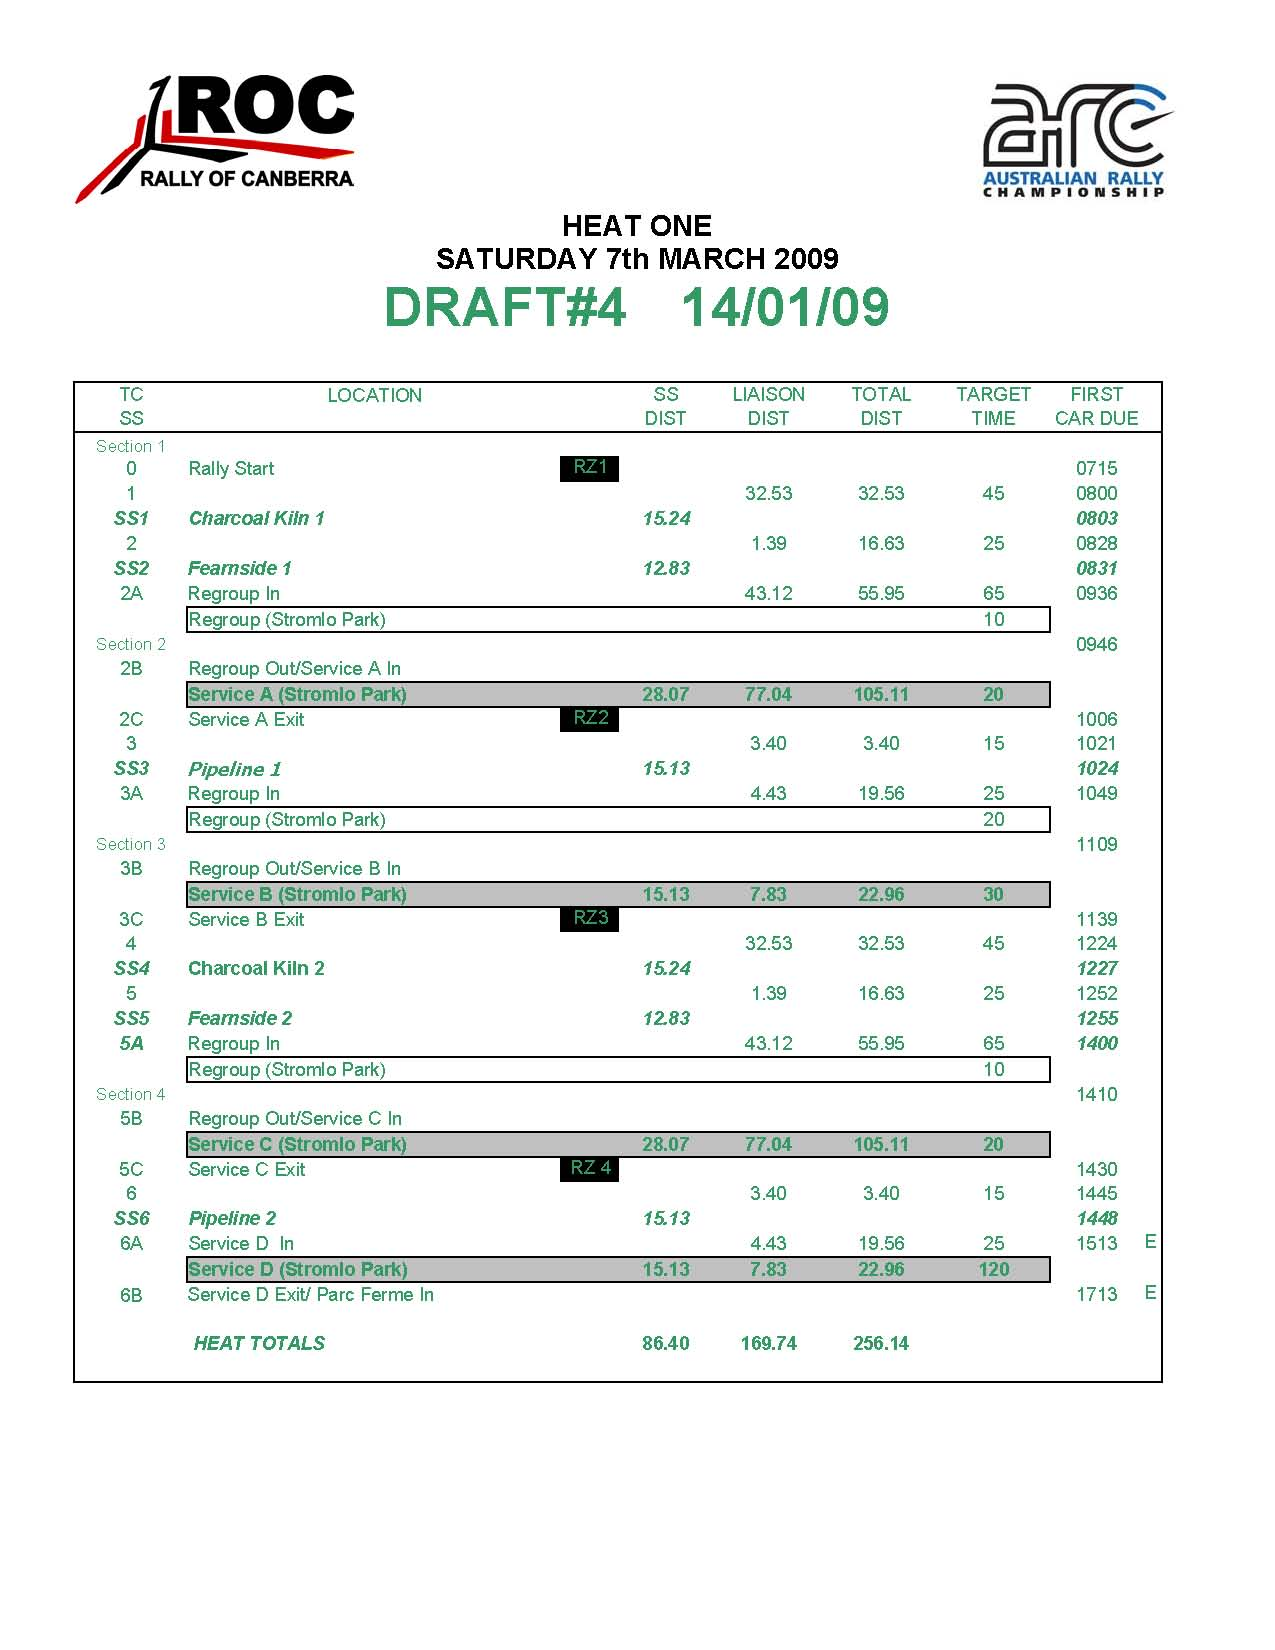 ROC
RALLY OF CANBERRA
arc
AUSTRALIAN RALLY
CHAMPIONSHIP
HEAT ONE
SATURDAY 7th MARCH 2009
DRAFT#4 14/01/09
TC LOCATION SS LIAISON TOTAL TARGET FIRST
SS DIST DIST DIST TIME CAR DUE
Section 1
0 Rally Start RZ1 0715
1 32.53 32.53 45 0800
SS1 Charcoal Kiln 1 15.24 0803
2 1.39 16.63 25 0828
SS2 Fearnside 1 12.83 0831
2A Regroup In 43.12 55.95 65 0936
Regroup (Stromlo Park) 10
Section 2 0946
2B Regroup Out/Service A In
Service A (Stromlo Park) 28.07 77.04 105.11 20
2C Service A Exit RZ2 1006
3 3.40 3.40 15 1021
SS3 Pipeline 1 15.13 1024
3A Regroup In 4.43 19.56 25 1049
Regroup (Stromlo Park) 20
Section 3 1109
3B Regroup Out/Service B In
Service B (Stromlo Park) 15.13 7.83 22.96 30
3C Service B Exit RZ3 1139
4 32.53 32.53 45 1224
SS4 Charcoal Kiln 2 15.24 1227
5 1.39 16.63 25 1252
SS5 Fearnside 2 12.83 1255
5A Regroup In 43.12 55.95 65 1400
Regroup (Stromlo Park) 10
Section 4 1410
5B Regroup Out/Service C In
Service C (Stromlo Park) 28.07 77.04 105.11 20
5C Service C Exit RZ 4 1430
6 3.40 3.40 15 1445
SS6 Pipeline 2 15.13 1448
6A Service D In 4.43 19.56 25 1513 E
Service D (Stromlo Park) 15.13 7.83 22.96 120
6B Service D Exit/ Parc Ferme In 1713 E
HEAT TOTALS 86.40 169.74 256.14